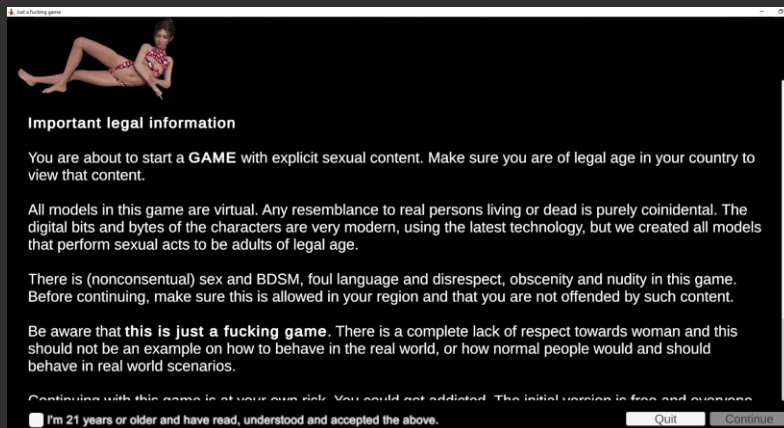 Just a fucking game
Important legal information
You are about to start a GAME with explicit sexual content. Make sure you are of legal age in your country to
view that content.
All models in this game are virtual. Any resemblance to real persons living or dead is purely coinidental. The
digital bits and bytes of the characters are very modern, using the latest technology, but we created all models
that perform sexual acts to be adults of legal age.
There is (nonconsentual) sex and BDSM, foul language and disrespect, obscenity and nudity in this game.
Before continuing, make sure this is allowed in your region and that you are not offended by such content.
Be aware that this is just a fucking game. There is a complete lack of respect towards woman and this
should not be an example on how to behave in the real world, or how normal people would and should
behave in real world scenarios.
Continuing with this game is at your own risk. You could get addicted. The initial version is free and everyone
I'm 21 years or older and have read, understood and accepted the above.
Quit
Continue